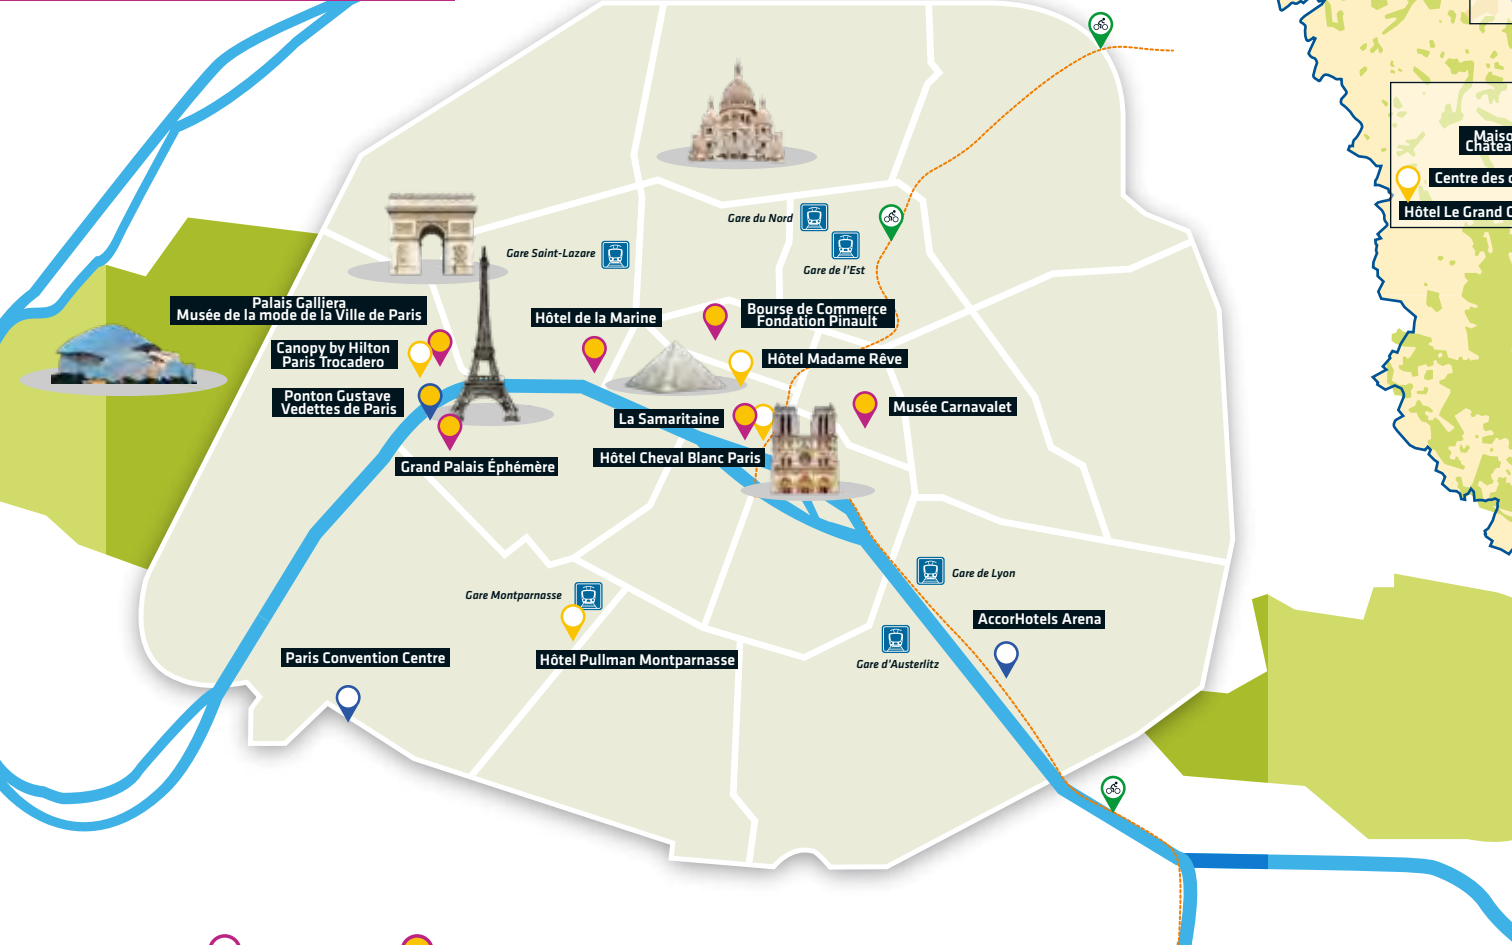 Maiso
Châtea
Centre des c
Hôtel Le Grand C
Gare du Nord
Gare Saint-Lazare
Gare de l'Est
Palais Galliera
Musée de la mode de la Ville de Paris
Hôtel de la Marine
Bourse de Commerce
Fondation Pinault
Canopy by Hilton
Paris Trocadero
Hôtel Madame Rêve
Ponton Gustave
Vedettes de Paris
La Samaritaine
Musée Carnavalet
Grand Palais Éphémère
Hôtel Cheval Blanc Paris
Gare de Lyon
Gare Montparnasse
AccorHotels Arena
Paris Convention Centre
Hôtel Pullman Montparnasse
Gare d'Austerlitz